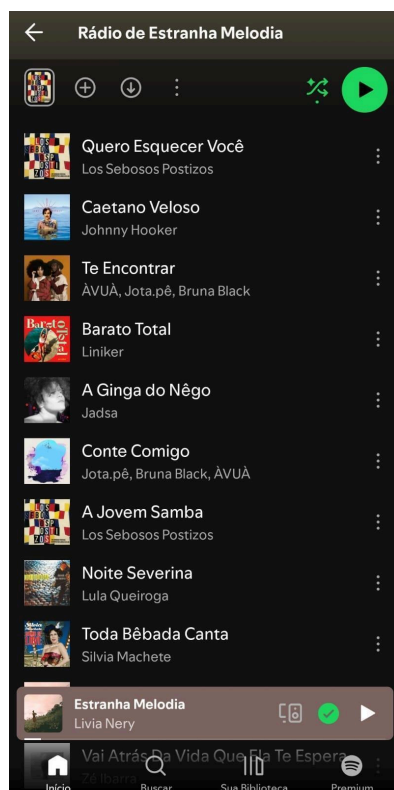 Rádio de Estranha Melodia
Quero Esquecer Você
Los Sebosos Postizos
Caetano Veloso
Johnny Hooker
Te Encontrar
ÀVUÀ, Jota.pê, Bruna Black
Barato Total
Liniker
A Ginga do Nêgo
Jadsa
Conte Comigo
Jota.pê, Bruna Black, ÀVUÀ
A Jovem Samba
Los Sebosos Postizos
Noite Severina
Lula Queiroga
Toda Bêbada Canta
Silvia Machete
Estranha Melodia
Livia Nery
Vai Atrás Da Vida Que Ela Te Espera
Zé Ibarra
Início
Buscar
Sua Biblioteca
Premium